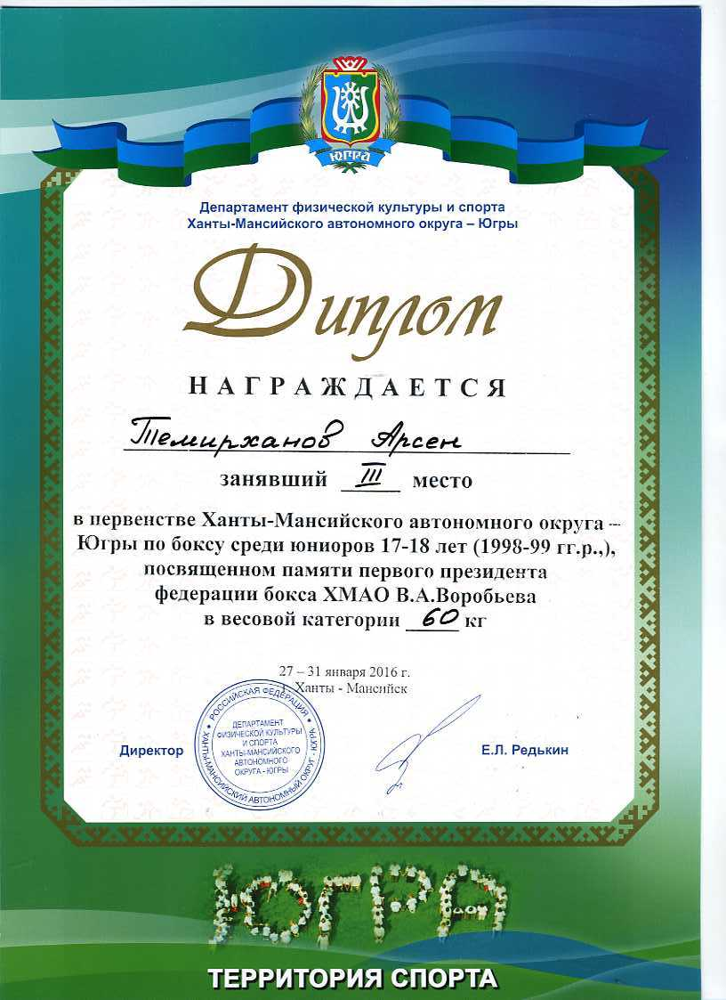 ЮГРА
Департамент физической культуры и спорта
Ханты-Мансийского автономного округа – Югры
Диплом
НАГРАЖДАЕТСЯ
Темирханов Арсен
занявший III место
в первенстве Ханты-Мансийского автономного округа –
Югры по боксу среди юниоров 17-18 лет (1998-99 гг.р.,),
посвященном памяти первого президента
федерации бокса ХМАО В.А.Воробьева
в весовой категории 60 кг
27 – 31 января 2016 г.
г. Ханты - Мансийск
РОССИЙСКАЯ ФЕДЕРАЦИЯ
ХАНТЫ-МАНСИЙСКИЙ АВТОНОМНЫЙ ОКРУГ - ЮГРА
ДЕПАРТАМЕНТ
ФИЗИЧЕСКОЙ КУЛЬТУРЫ
И СПОРТА
ХАНТЫ-МАНСИЙСКОГО
АВТОНОМНОГО
ОКРУГА - ЮГРЫ
Директор Е.Л. Редькин
ЮГРА
ТЕРРИТОРИЯ СПОРТА